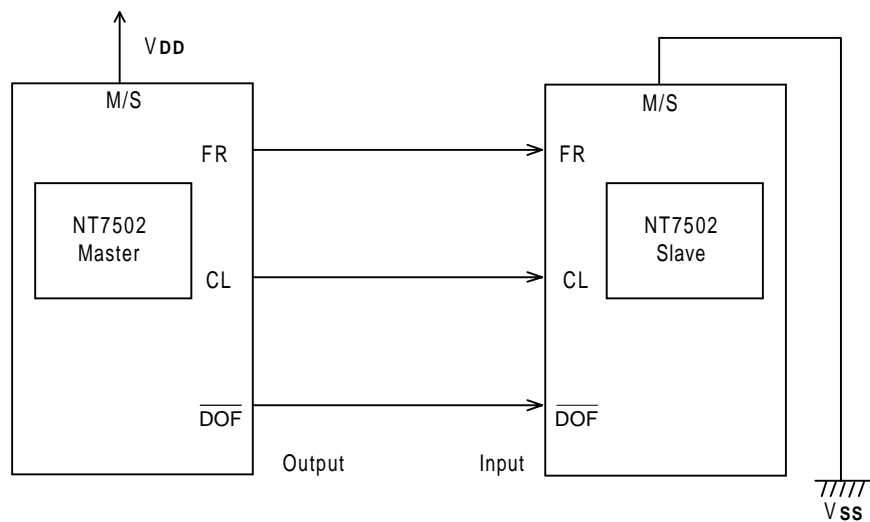 VDD
M/S
M/S
FR
FR
NT7502
Master
NT7502
Slave
CL
CL
DOF
DOF
Output
Input
VSS